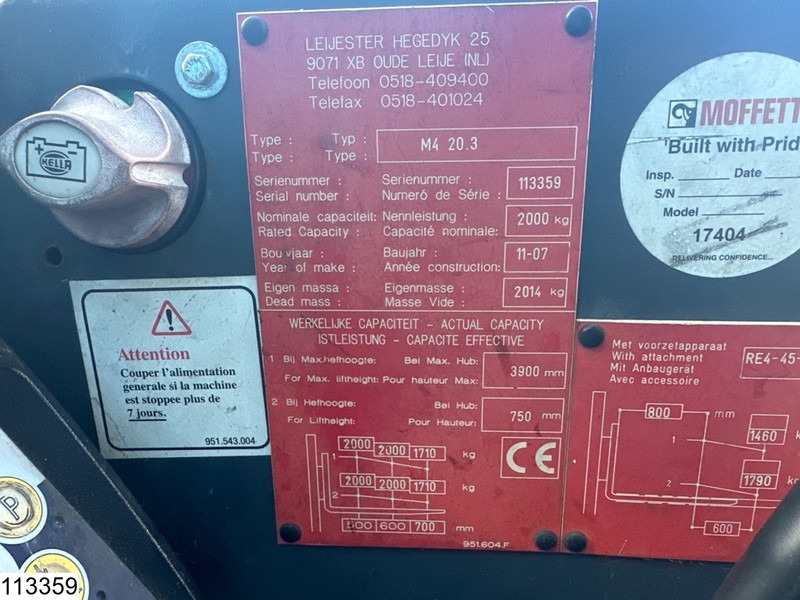 LEIJESTER HEGEDYK 25
9071 XB OUDE LEIJE (NL)
Telefoon 0518-409400
Telefax 0518-401024
Type : Typ : M4 20.3
Type : Type :
Serienummer : Serienummer : 113359
Serial number : Numeró de Série :
Nominale capaciteit: Nennleistung : 2000 kg
Rated Capacity : Capacité nominale:
Bouwjaar: Baujahr : 11-07
Year of make : Année construction:
Eigen massa : Eigenmasse : 2014 kg
Dead mass : Masse Vide :
WERKELIJKE CAPACITEIT - ACTUAL CAPACITY
ISTLEISTUNG - CAPACITE EFFECTIVE
1 Bij Max.hefhoogte: Bei Max. Hub: 3900 mm
For Max. liftheight: Pour hauteur Max:
2 Bij Hefhoogte: Bei Hub: 750 mm
For Liftheight: Pour Hauteur:
2000 2000 1710 kg
1
2000 2000 1710 kg
2
500 600 700 mm
CE
951.604.F
HELLA
+
Attention
Couper l'alimentation
generale si la machine
est stoppee plus de
7 jours.
951.543.004
MOFFETT
"Built with Prid
Insp. Date
S/N
Model
17404
DELIVERING CONFIDENCE...
Met voorzetapparaat
With attachment
Mit Anbaugerät
Avec accessoire
RE4-45-
800 mm
1 1460 k
2 1790 k
600
P
113359